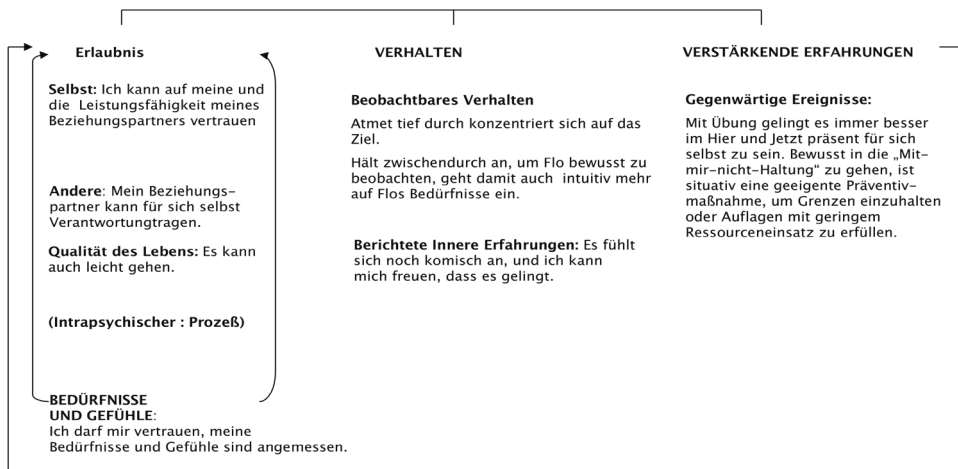 Erlaubnis
Selbst: Ich kann auf meine und
die Leistungsfähigkeit meines
Beziehungspartners vertrauen
Andere: Mein Beziehungs-
partner kann für sich selbst
Verantwortungtragen.
Qualität des Lebens: Es kann
auch leicht gehen.
(Intrapsychischer : Prozeß)
BEDÜRFNISSE
UND GEFÜHLE:
Ich darf mir vertrauen, meine
Bedürfnisse und Gefühle sind angemessen.
VERHALTEN
Beobachtbares Verhalten
Atmet tief durch konzentriert sich auf das
Ziel.
Hält zwischendurch an, um Flo bewusst zu
beobachten, geht damit auch intuitiv mehr
auf Flos Bedürfnisse ein.
Berichtete Innere Erfahrungen: Es fühlt
sich noch komisch an, und ich kann
mich freuen, dass es gelingt.
VERSTÄRKENDE ERFAHRUNGEN
Gegenwärtige Ereignisse:
Mit Übung gelingt es immer besser
im Hier und Jetzt präsent für sich
selbst zu sein. Bewusst in die „Mit-
mir-nicht-Haltung“ zu gehen, ist
situativ eine geeigente Präventiv-
maßnahme, um Grenzen einzuhalten
oder Auflagen mit geringem
Ressourceneinsatz zu erfüllen.